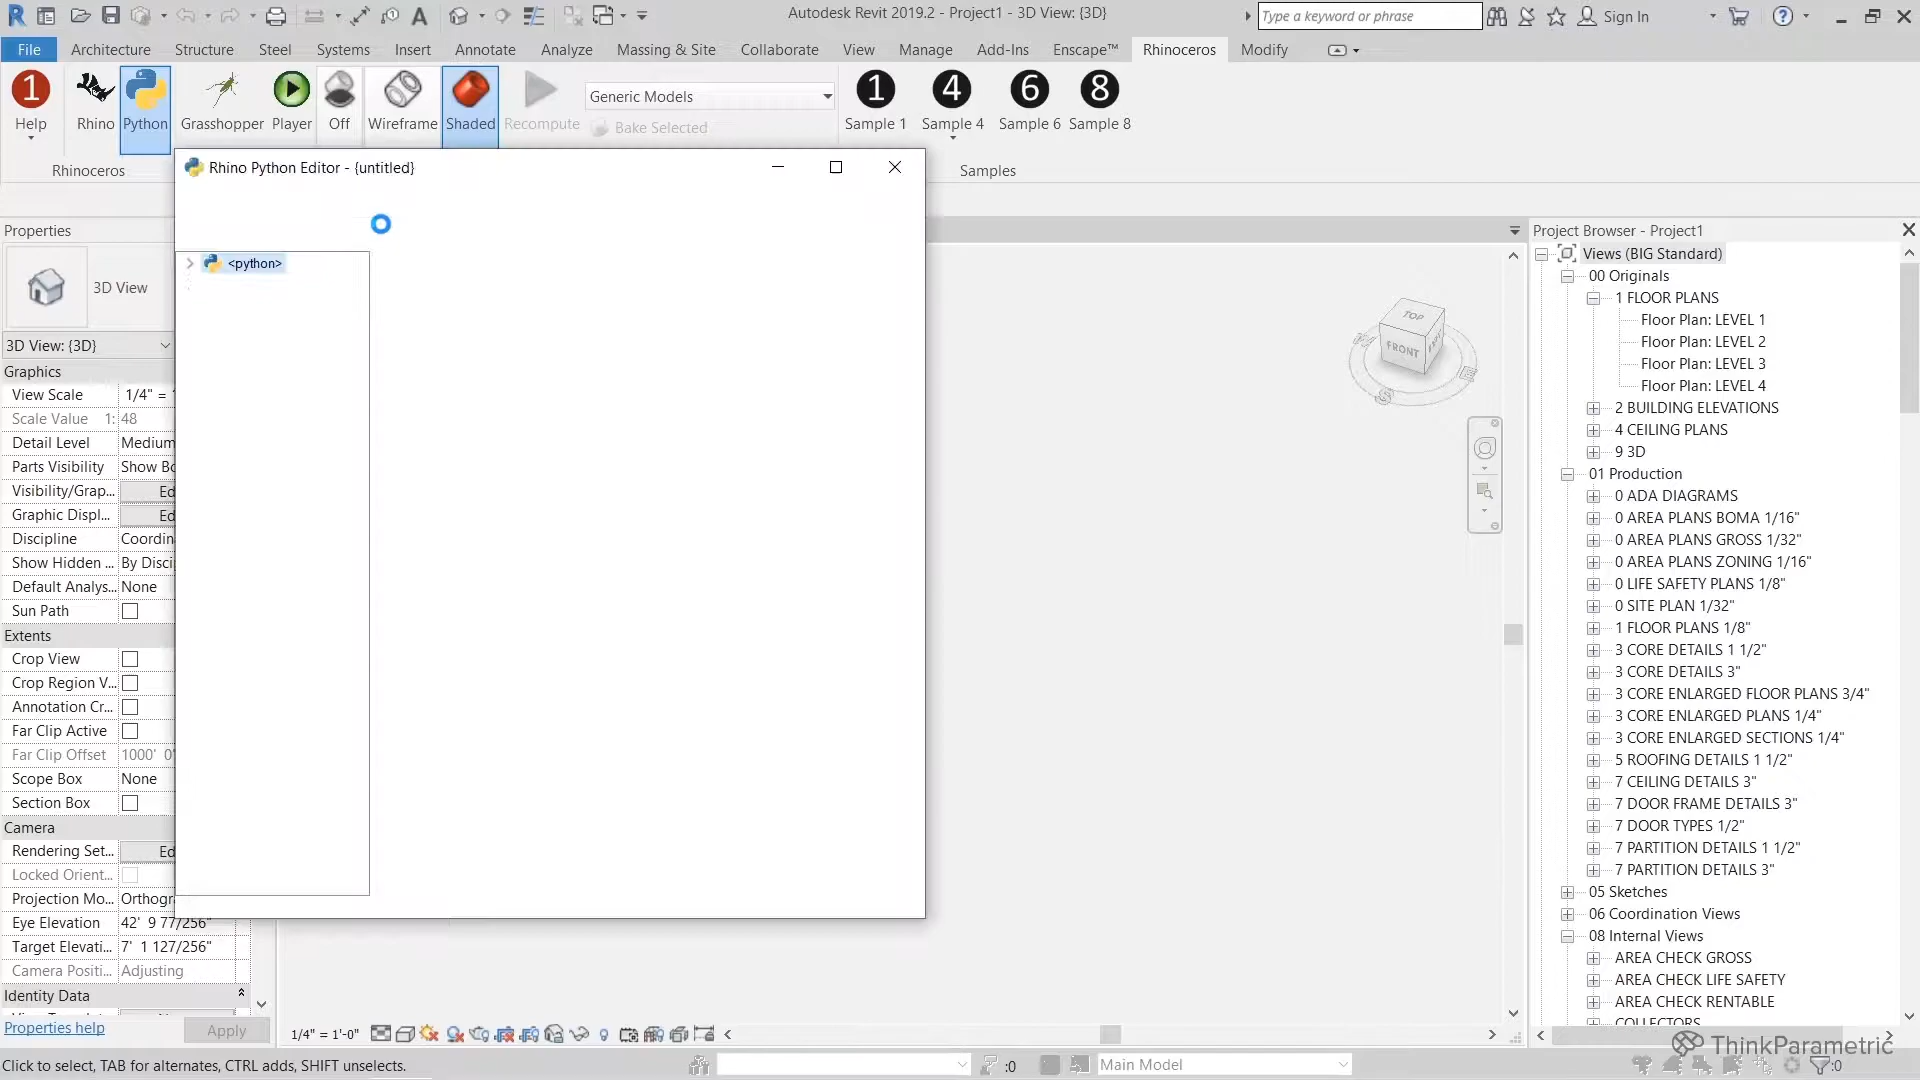 Autodesk Revit 2019.2 - Project1 - 3D View: {3D}
Type a keyword or phrase
Sign In
File Architecture Structure Steel Systems Insert Annotate Analyze Massing & Site Collaborate View Manage Add-Ins Enscape™ Rhinoceros Modify
1 Help Rhino Python Grasshopper Player Off Wireframe Shaded Recompute
Generic Models
Bake Selected
1 Sample 1 4 Sample 4 6 Sample 6 8 Sample 8
Rhinoceros
Samples
Rhino Python Editor - {untitled}
<python>
Properties
3D View
3D View: {3D}
Graphics
View Scale 1/4" =
Scale Value 1: 48
Detail Level Medium
Parts Visibility Show
Visibility/Grap...
Graphic Displ...
Discipline
Show Hidden ... By
Default Analys... None
Sun Path
Extents
Crop View
Crop Region V...
Annotation Cr...
Far Clip Active
Far Clip Offset 1000' 0"
Scope Box None
Section Box
Camera
Rendering Set...
Locked Orient...
Projection Mo...
Eye Elevation 42' 9 77/256"
Target Elevati... 7' 1 127/256"
Camera Positi... Adjusting
Identity Data
Properties help
Apply
TOP
FRONT
1/4" = 1'-0"
Project Browser - Project1
Views (BIG Standard)
00 Originals
1 FLOOR PLANS
Floor Plan: LEVEL 1
Floor Plan: LEVEL 2
Floor Plan: LEVEL 3
Floor Plan: LEVEL 4
2 BUILDING ELEVATIONS
4 CEILING PLANS
9 3D
01 Production
0 ADA DIAGRAMS
0 AREA PLANS BOMA 1/16"
0 AREA PLANS GROSS 1/32"
0 AREA PLANS ZONING 1/16"
0 LIFE SAFETY PLANS 1/8"
0 SITE PLAN 1/32"
1 FLOOR PLANS 1/8"
3 CORE DETAILS 1 1/2"
3 CORE DETAILS 3"
3 CORE ENLARGED FLOOR PLANS 3/4"
3 CORE ENLARGED PLANS 1/4"
3 CORE ENLARGED SECTIONS 1/4"
5 ROOFING DETAILS 1 1/2"
7 CEILING DETAILS 3"
7 DOOR FRAME DETAILS 3"
7 DOOR TYPES 1/2"
7 PARTITION DETAILS 1 1/2"
7 PARTITION DETAILS 3"
05 Sketches
06 Coordination Views
08 Internal Views
AREA CHECK GROSS
AREA CHECK LIFE SAFETY
AREA CHECK RENTABLE
COLLECTORS
ThinkParametric
Click to select, TAB for alternates, CTRL adds, SHIFT unselects.
:0
Main Model
:0